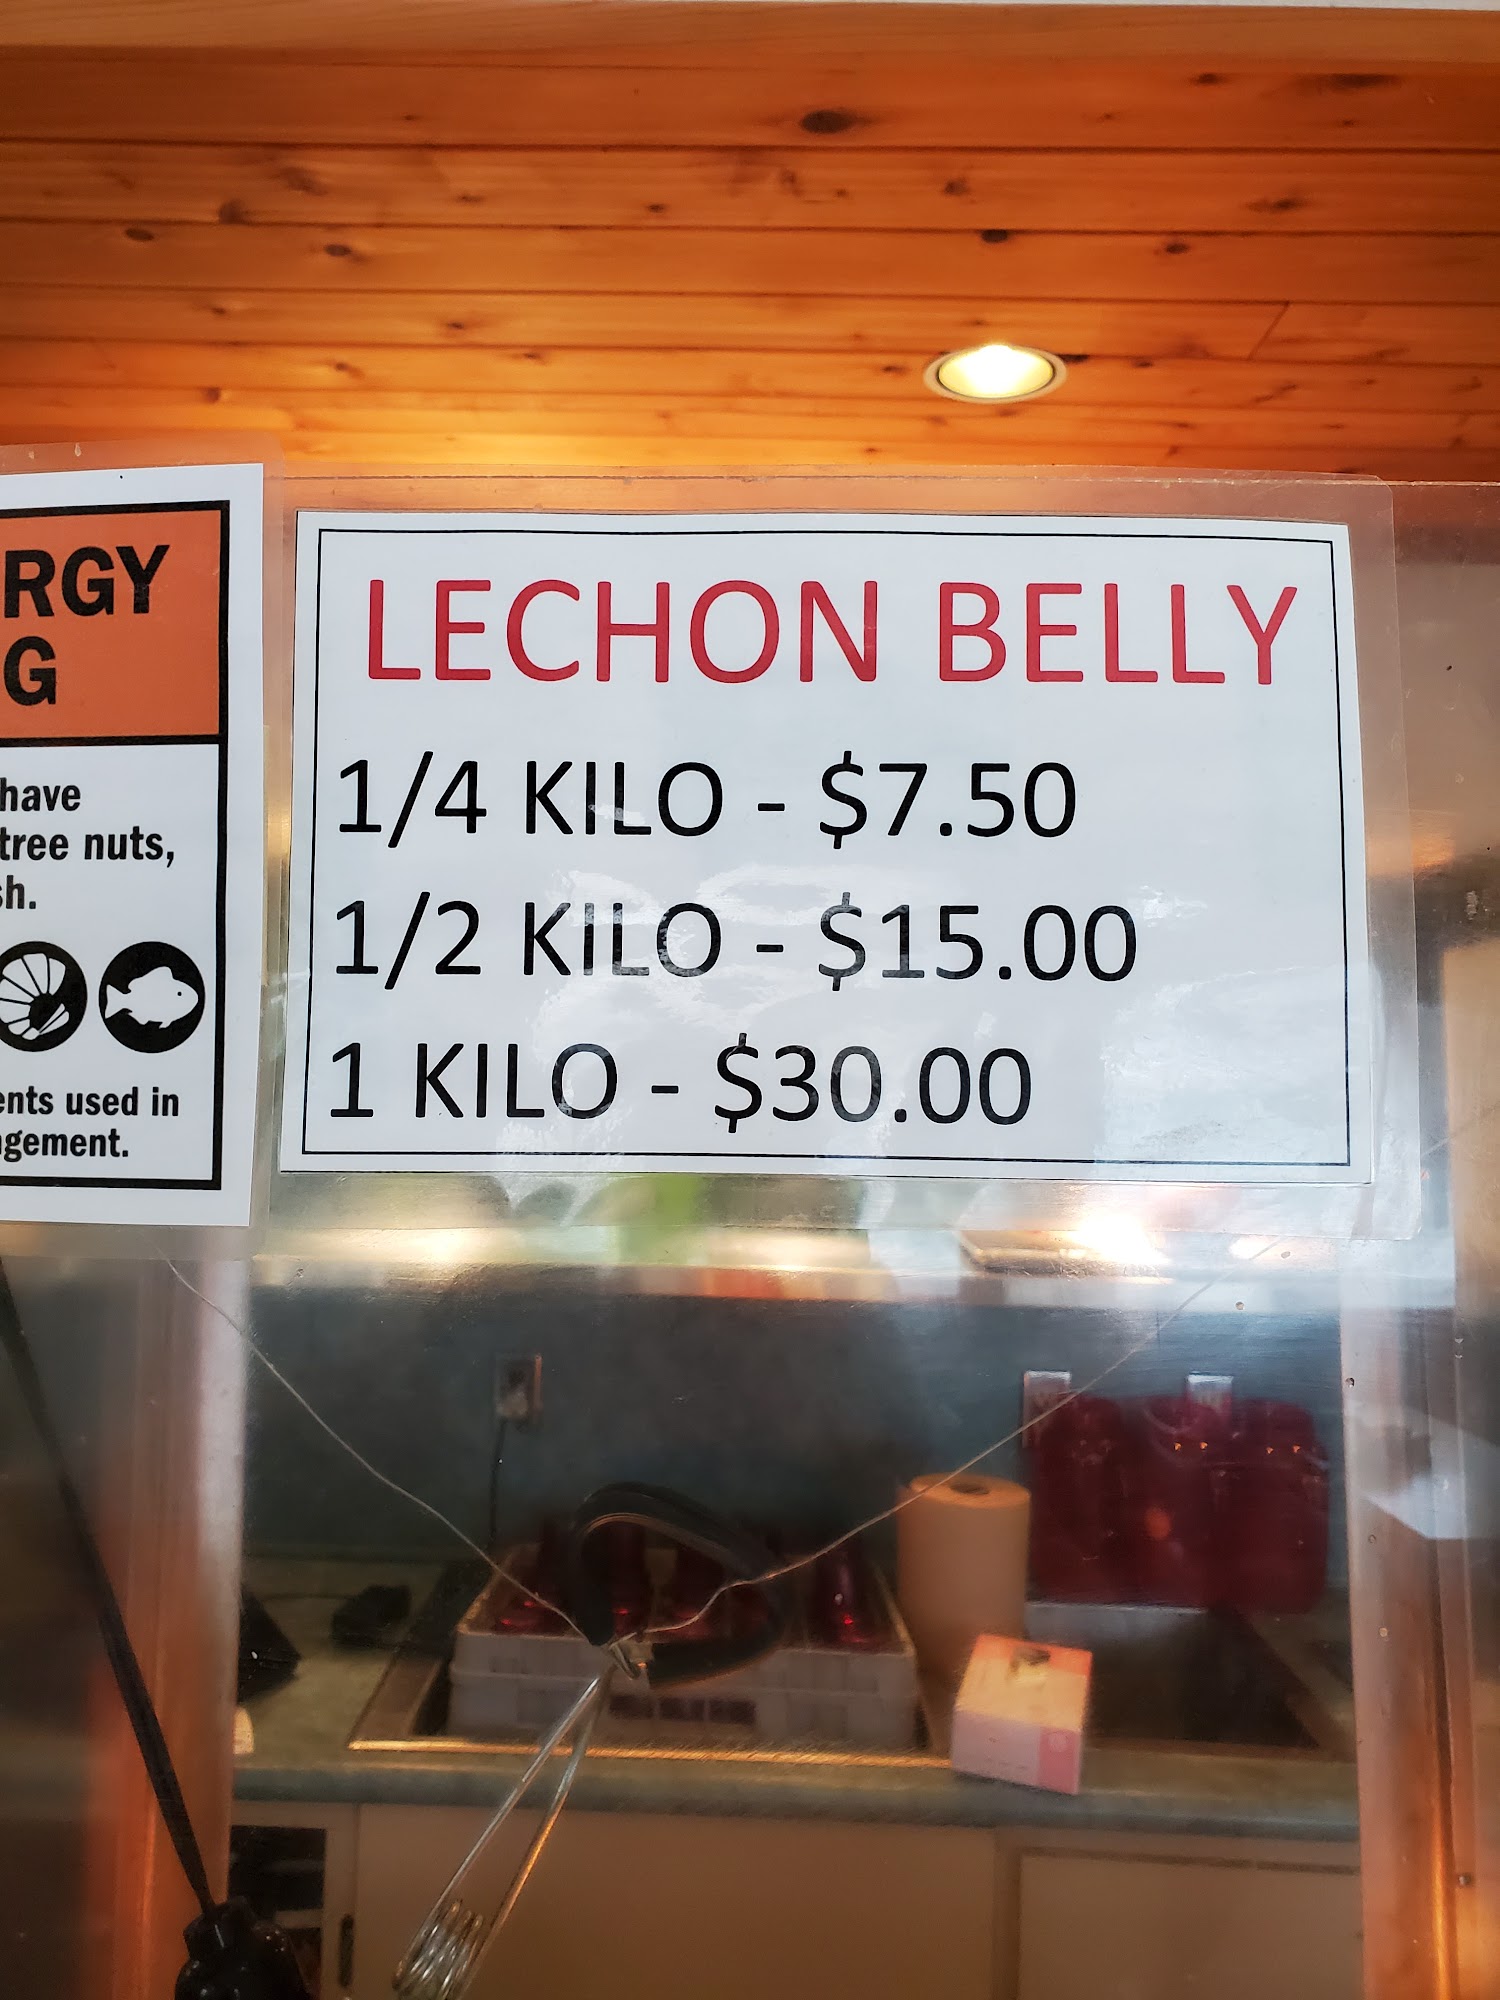 RGY
G
have
tree nuts,
sh.
ents used in
gement.
LECHON BELLY
1/4 KILO - $7.50
1/2 KILO - $15.00
1 KILO - $30.00